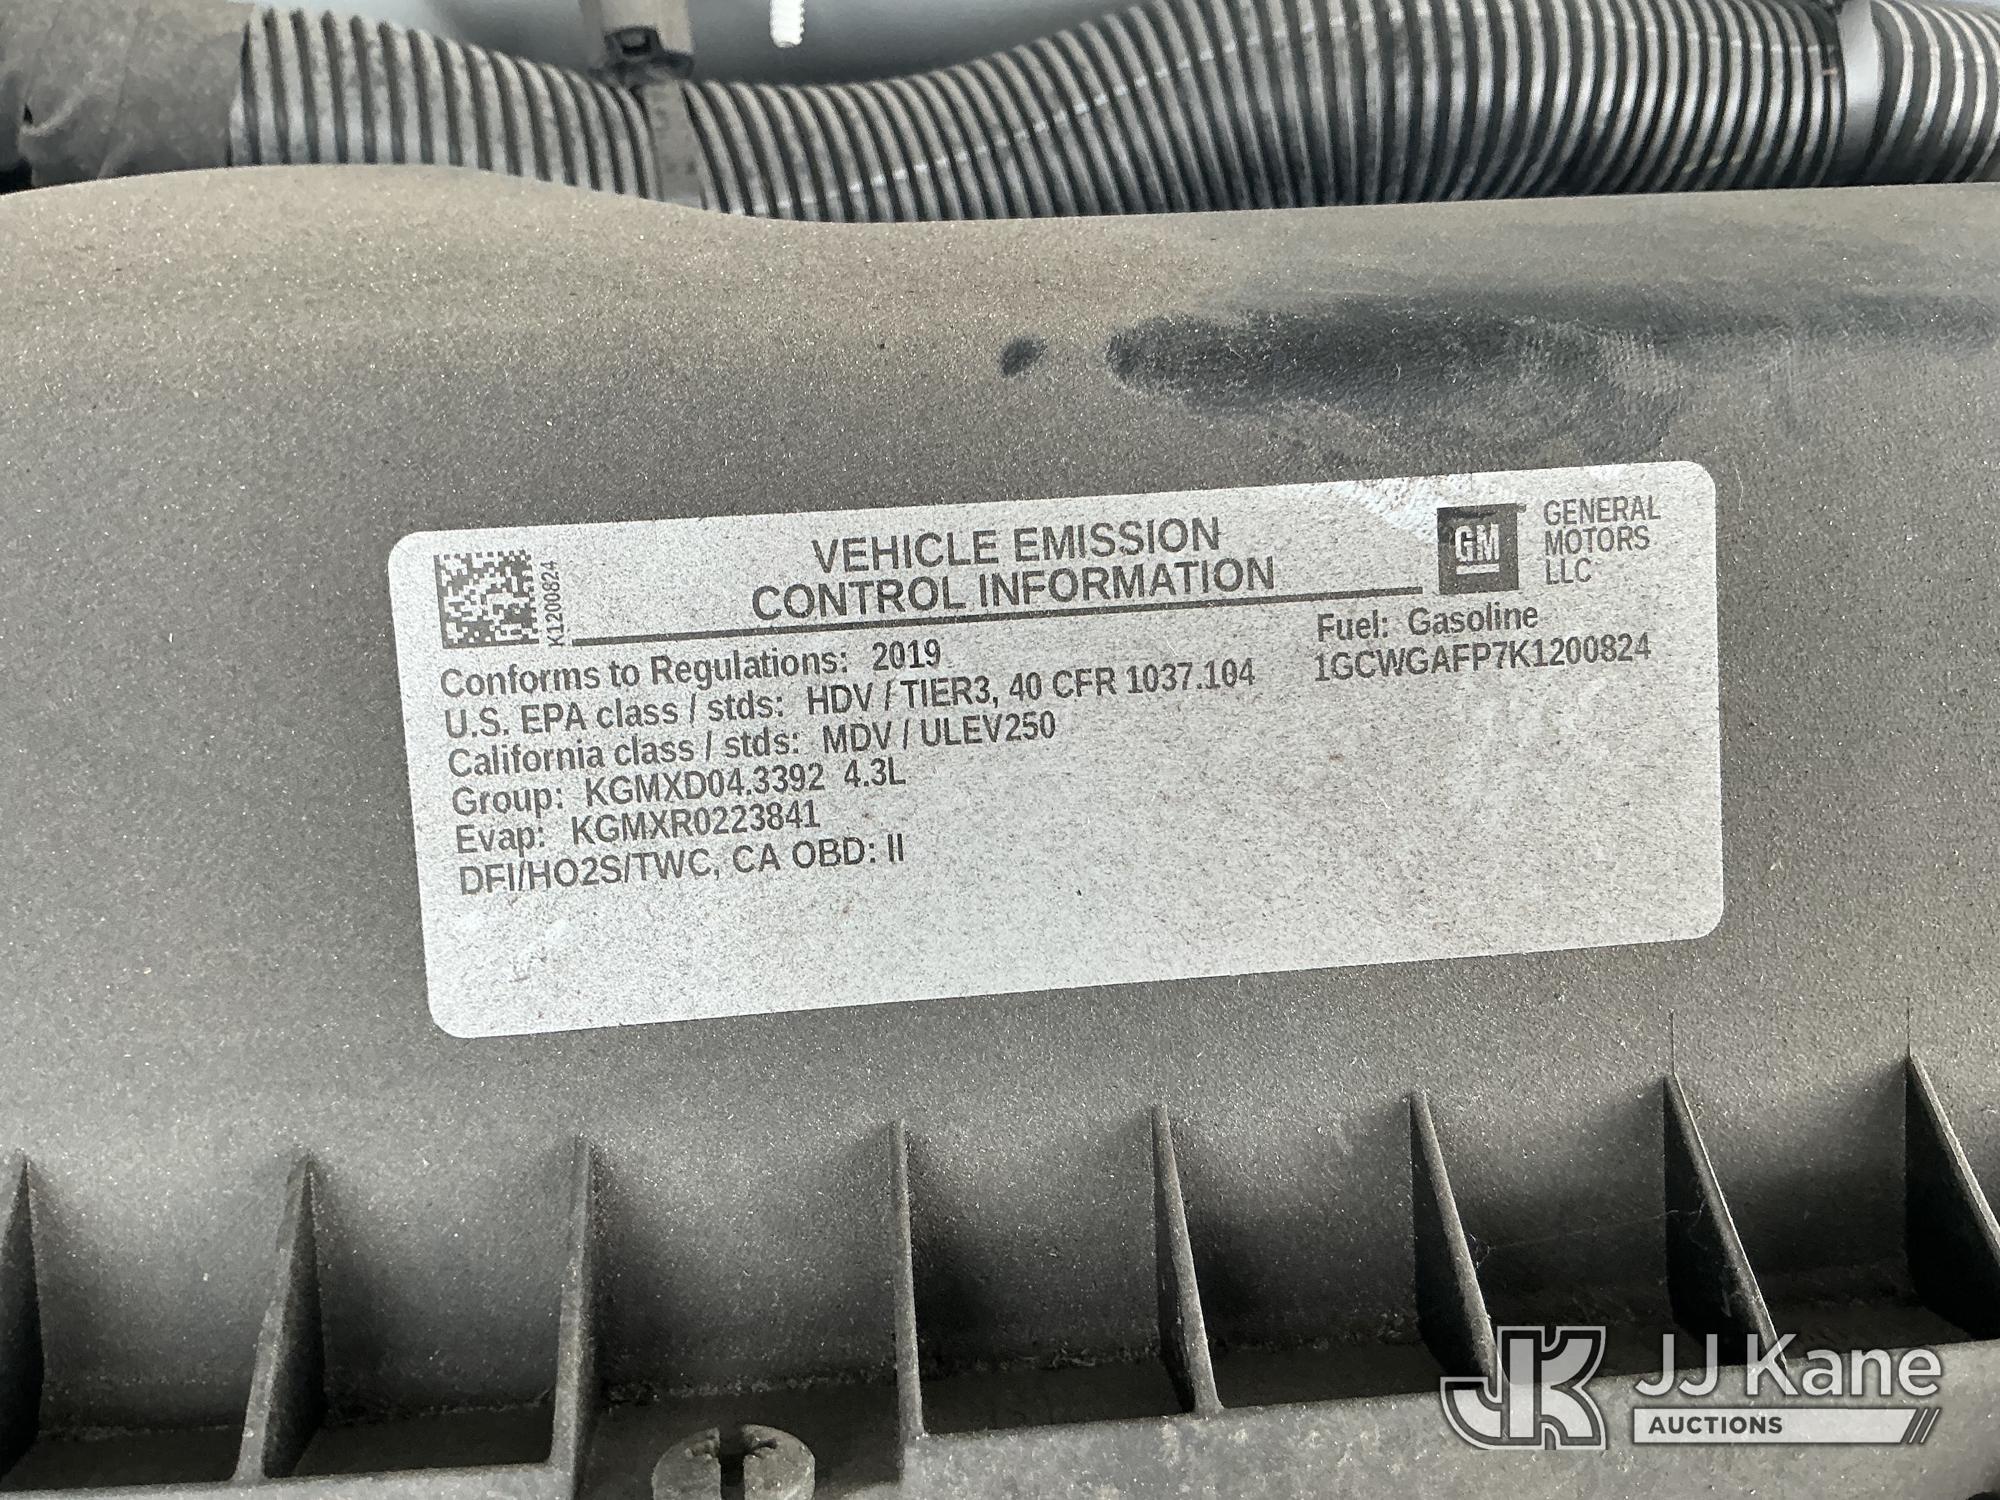 K1200824
VEHICLE EMISSION
CONTROL INFORMATION
GM
GENERAL
MOTORS
LLC
Conforms to Regulations: 2019
Fuel: Gasoline
U.S. EPA class / stds: HDV / TIER3, 40 CFR 1037.104
1GCWGAFP7K1200824
California class / stds: MDV / ULEV250
Group: KGMXD04.3392 4.3L
Evap: KGMXR0223841
DFI/HO2S/TWC, CA OBD: II
JK
JJ Kane
AUCTIONS